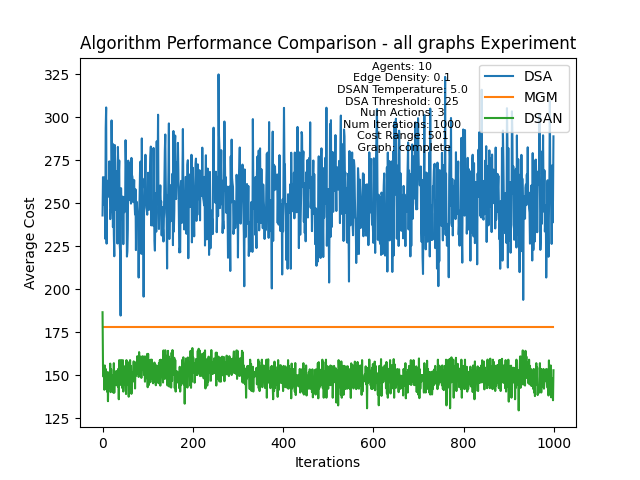 Algorithm Performance Comparison - all graphs Experiment
Average Cost
325
300
275
250
225
200
175
150
125
Agents: 10
Edge Density: 0.1
DSAN Temperature: 5.0
DSA Threshold: 0.25
Num Actions: 3
Num Iterations: 1000
Cost Range: 501
Graph: complete
DSA
MGM
DSAN
0
200
400
600
800
1000
Iterations